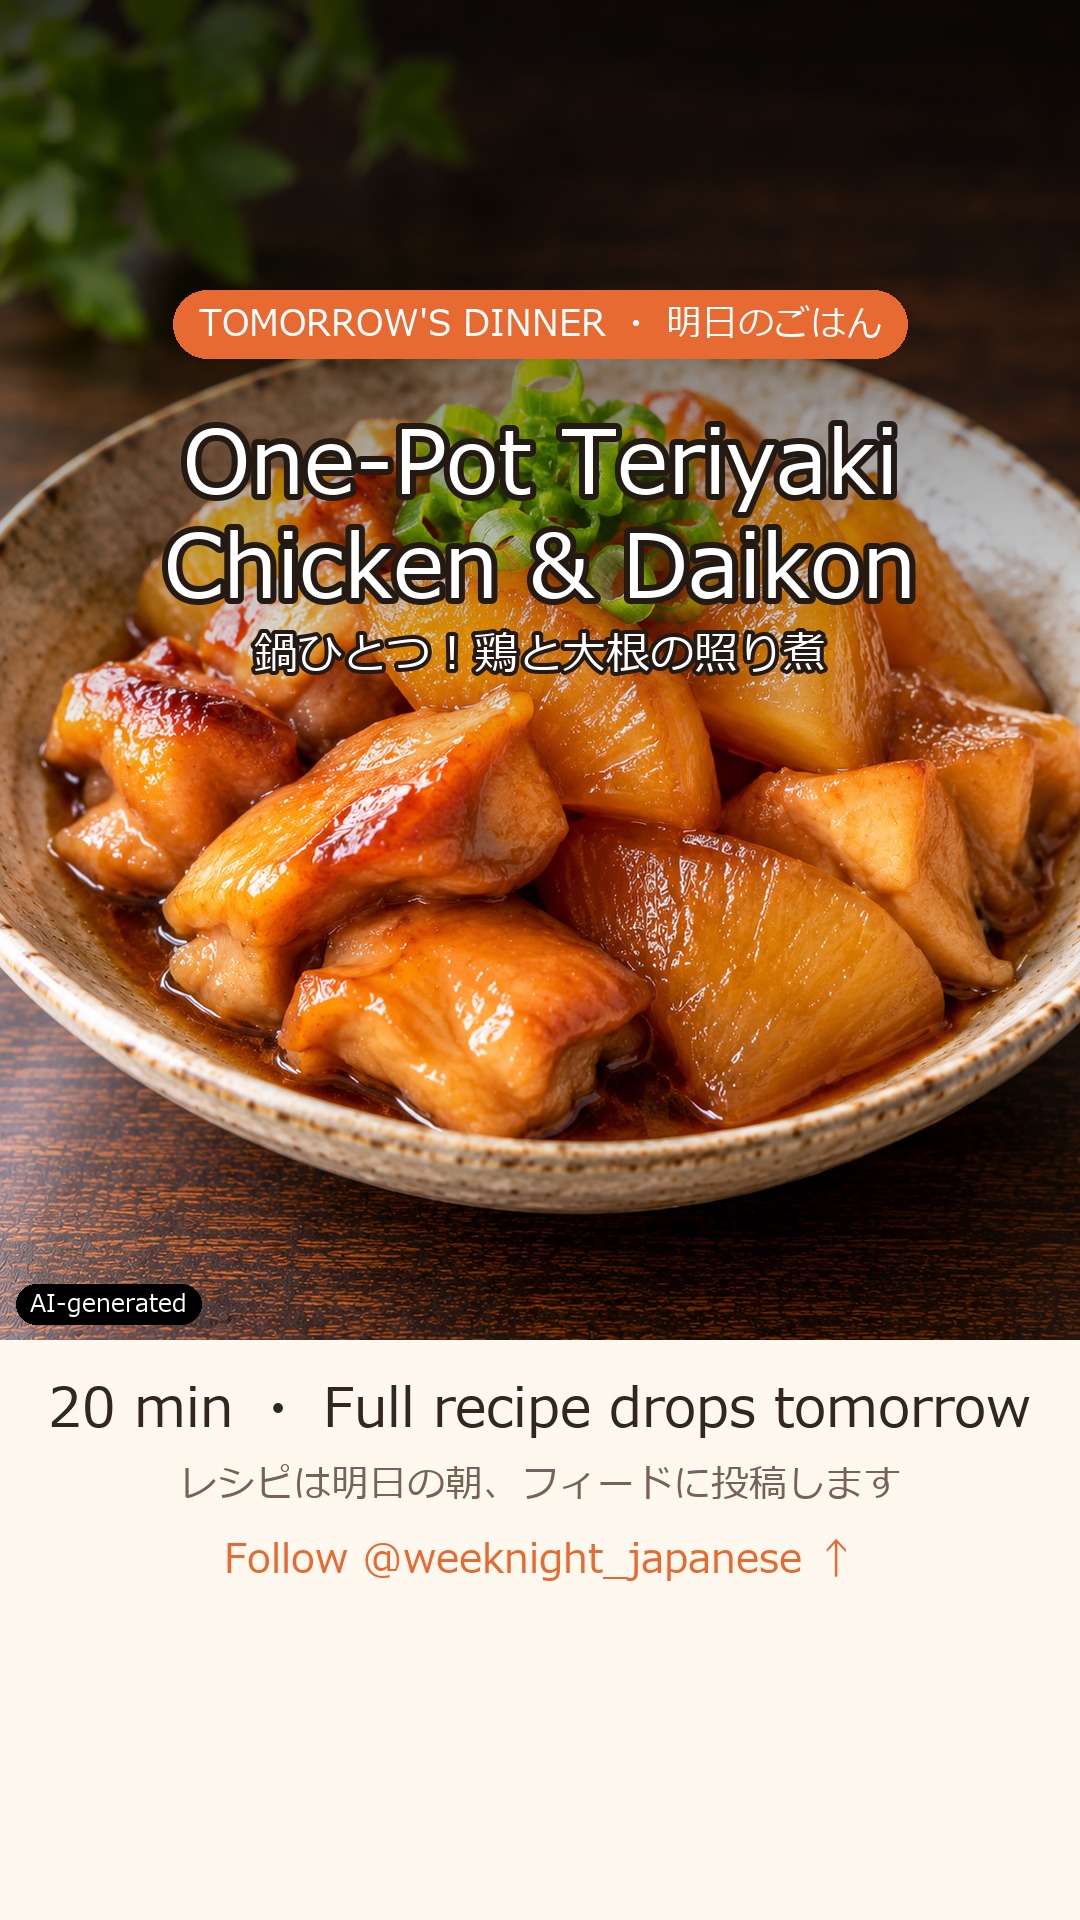 TOMORROW'S DINNER ・ 明日のごはん
One-Pot Teriyaki
Chicken & Daikon
鍋ひとつ！鶏と大根の照り煮
AI-generated
20 min ・ Full recipe drops tomorrow
レシピは明日の朝、フィードに投稿します
Follow @weeknight_japanese ↑